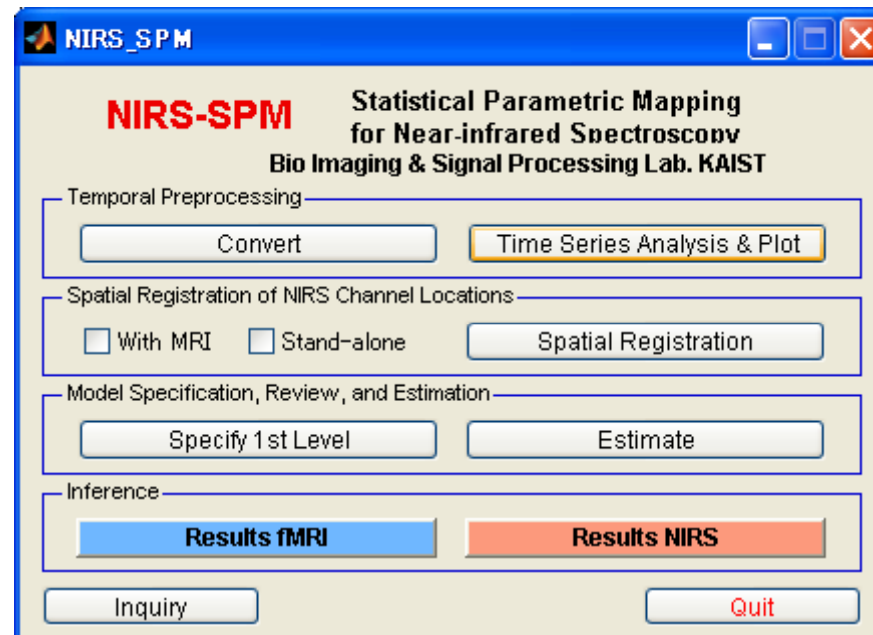 NIRS_SPM
NIRS-SPM
Statistical Parametric Mapping
for Near-infrared Spectroscopy
Bio Imaging & Signal Processing Lab. KAIST
Temporal Preprocessing
Convert
Time Series Analysis & Plot
Spatial Registration of NIRS Channel Locations
With MRI
Stand-alone
Spatial Registration
Model Specification, Review, and Estimation
Specify 1st Level
Estimate
Inference
Results fMRI
Results NIRS
Inquiry
Quit